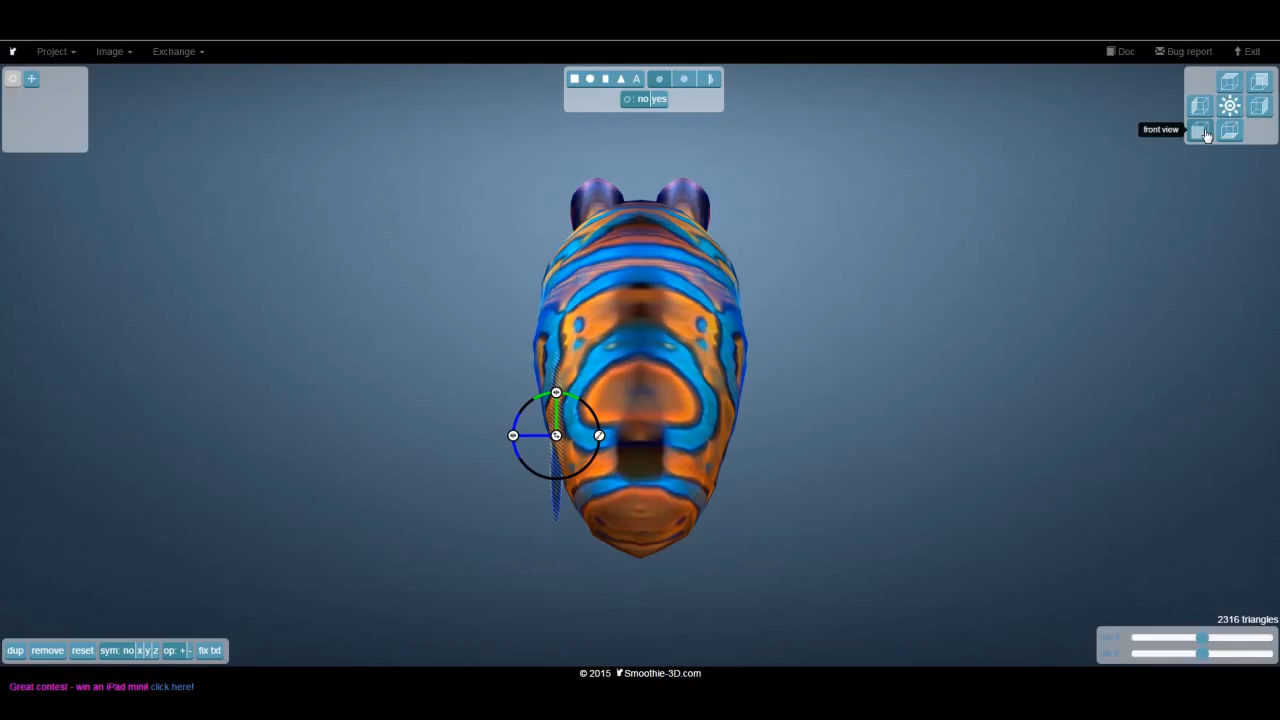 Project Image Exchange Doc Bug report Exit
A
: no yes
front view
2316 triangles
dup remove reset sym: no x y z op: + - fix txt
© 2015 Smoothie-3D.com
Great contest - win an iPad mini! click here!